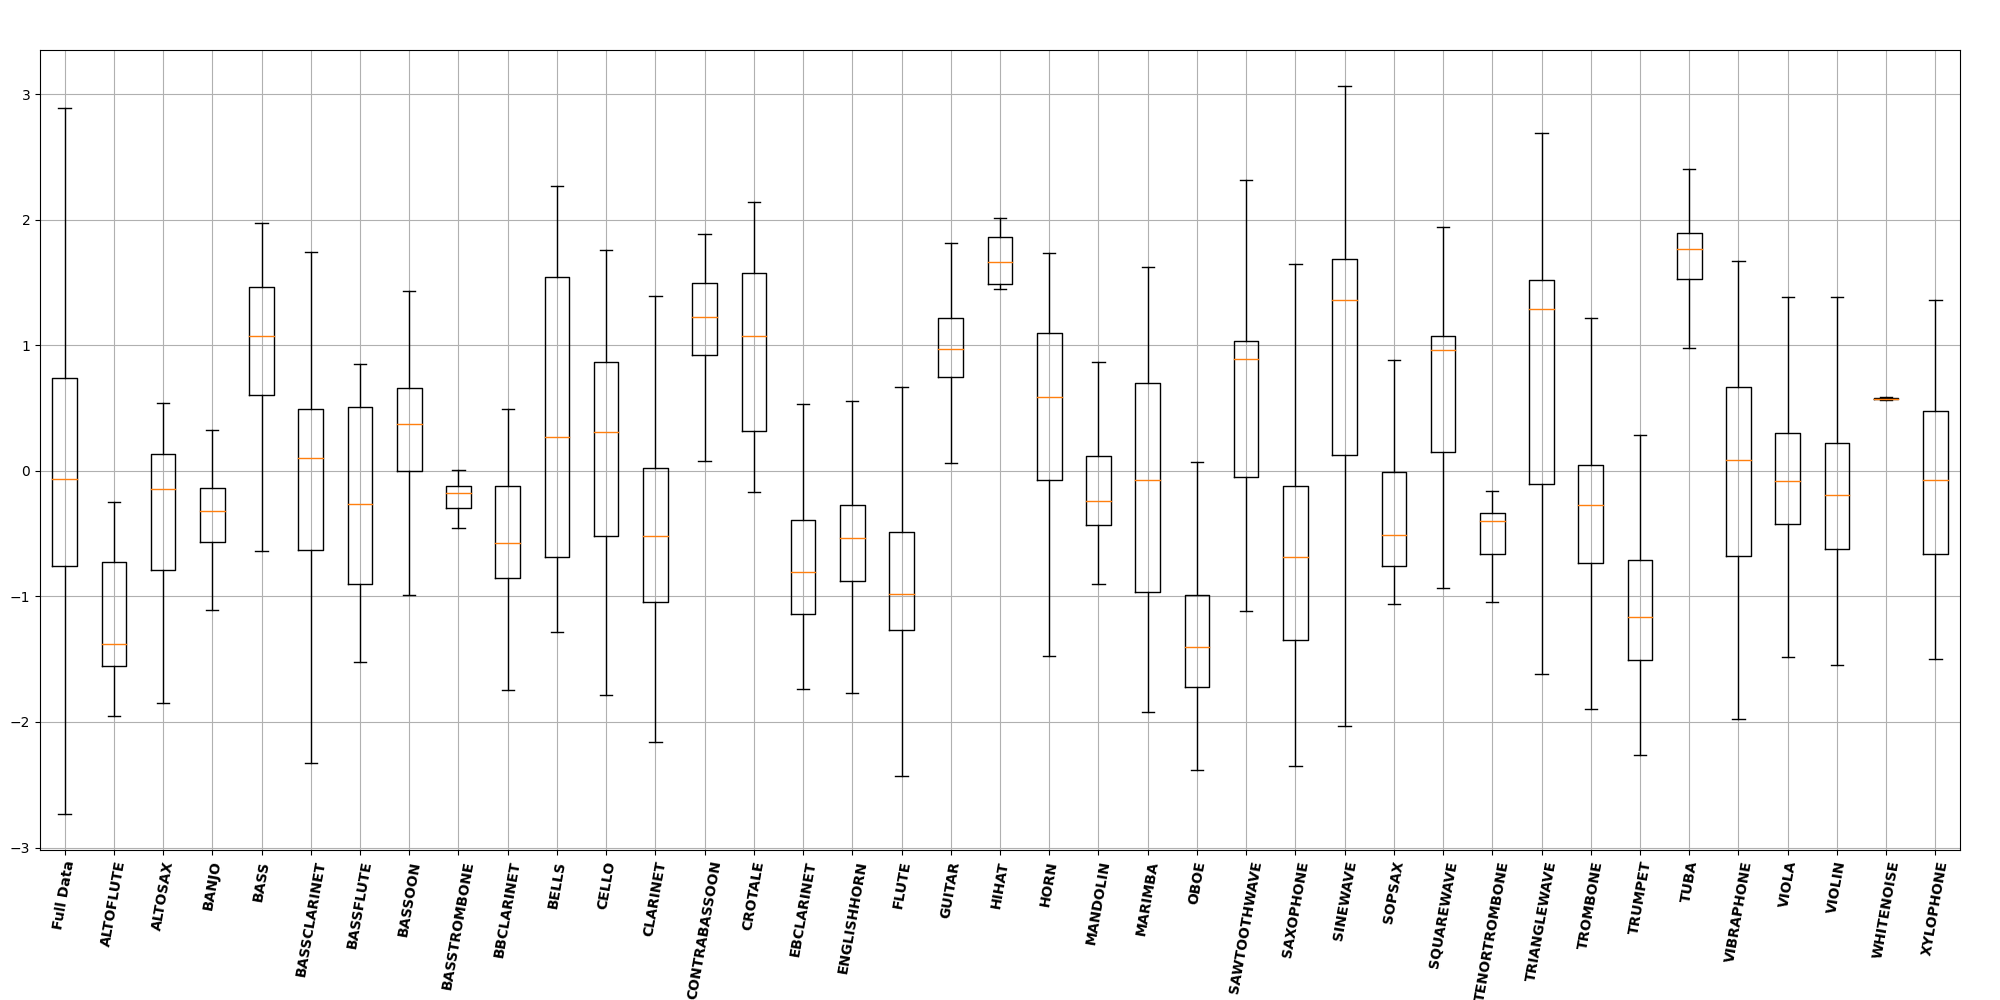 3
2
1
0
−1
−2
−3
Full Data
ALTOFLUTE
ALTOSAX
BANJO
BASS
BASSCLARINET
BASSFLUTE
BASSOON
BASSTROMBONE
BBCLARINET
BELLS
CELLO
CLARINET
CONTRABASSOON
CROTALE
EBCLARINET
ENGLISHHORN
FLUTE
GUITAR
HIHAT
HORN
MANDOLIN
MARIMBA
OBOE
SAWTOOTHWAVE
SAXOPHONE
SINEWAVE
SOPSAX
SQUAREWAVE
TENORTROMBONE
TRIANGLEWAVE
TROMBONE
TRUMPET
TUBA
VIBRAPHONE
VIOLA
VIOLIN
WHITENOISE
XYLOPHONE